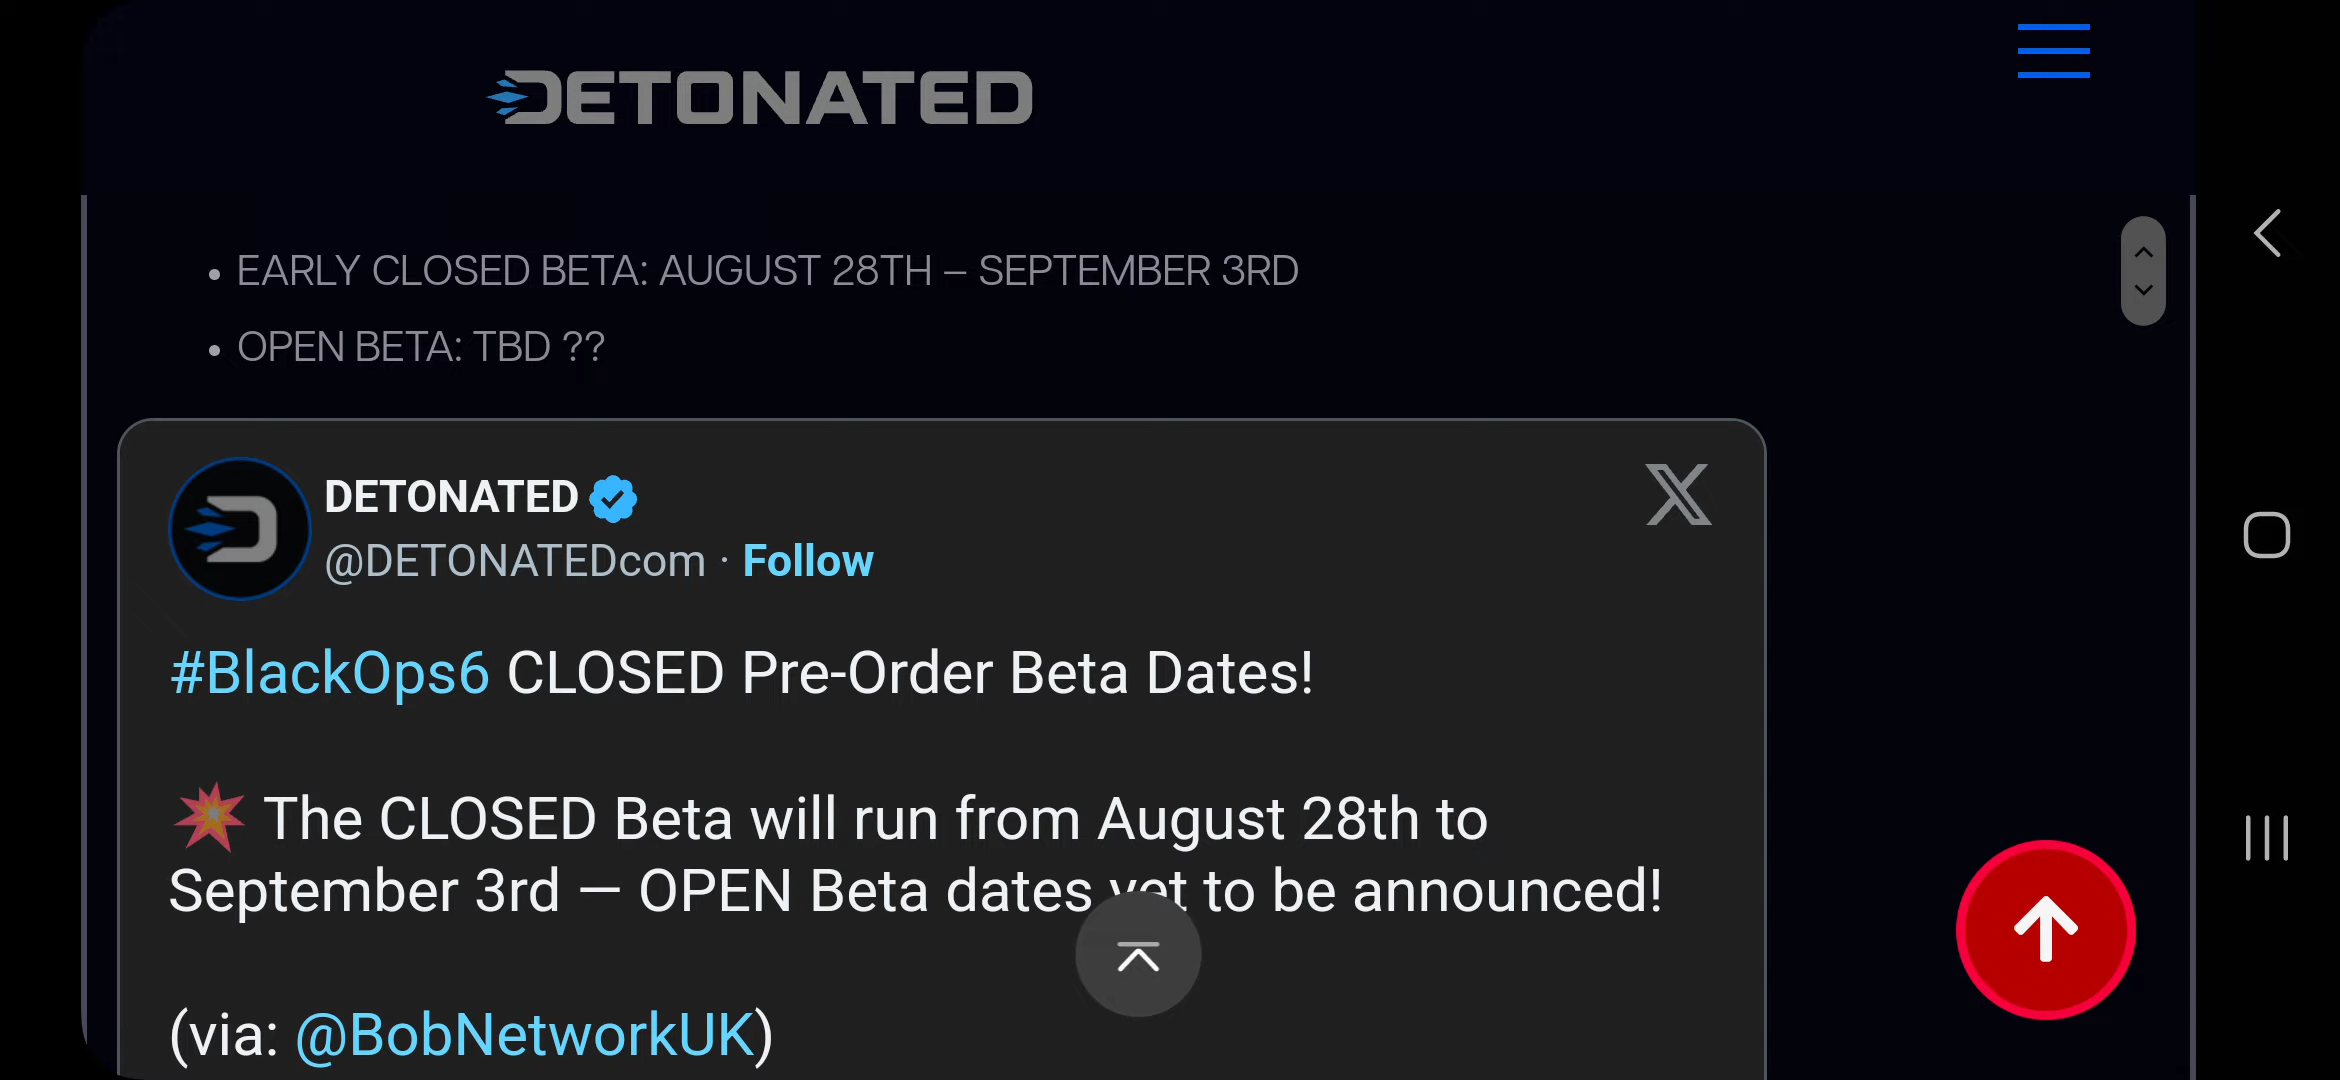 DETONATED
• EARLY CLOSED BETA: AUGUST 28TH – SEPTEMBER 3RD
• OPEN BETA: TBD ??
DETONATED
@DETONATEDcom · Follow
#BlackOps6 CLOSED Pre-Order Beta Dates!
💥 The CLOSED Beta will run from August 28th to
September 3rd — OPEN Beta dates yet to be announced!
(via: @BobNetworkUK)